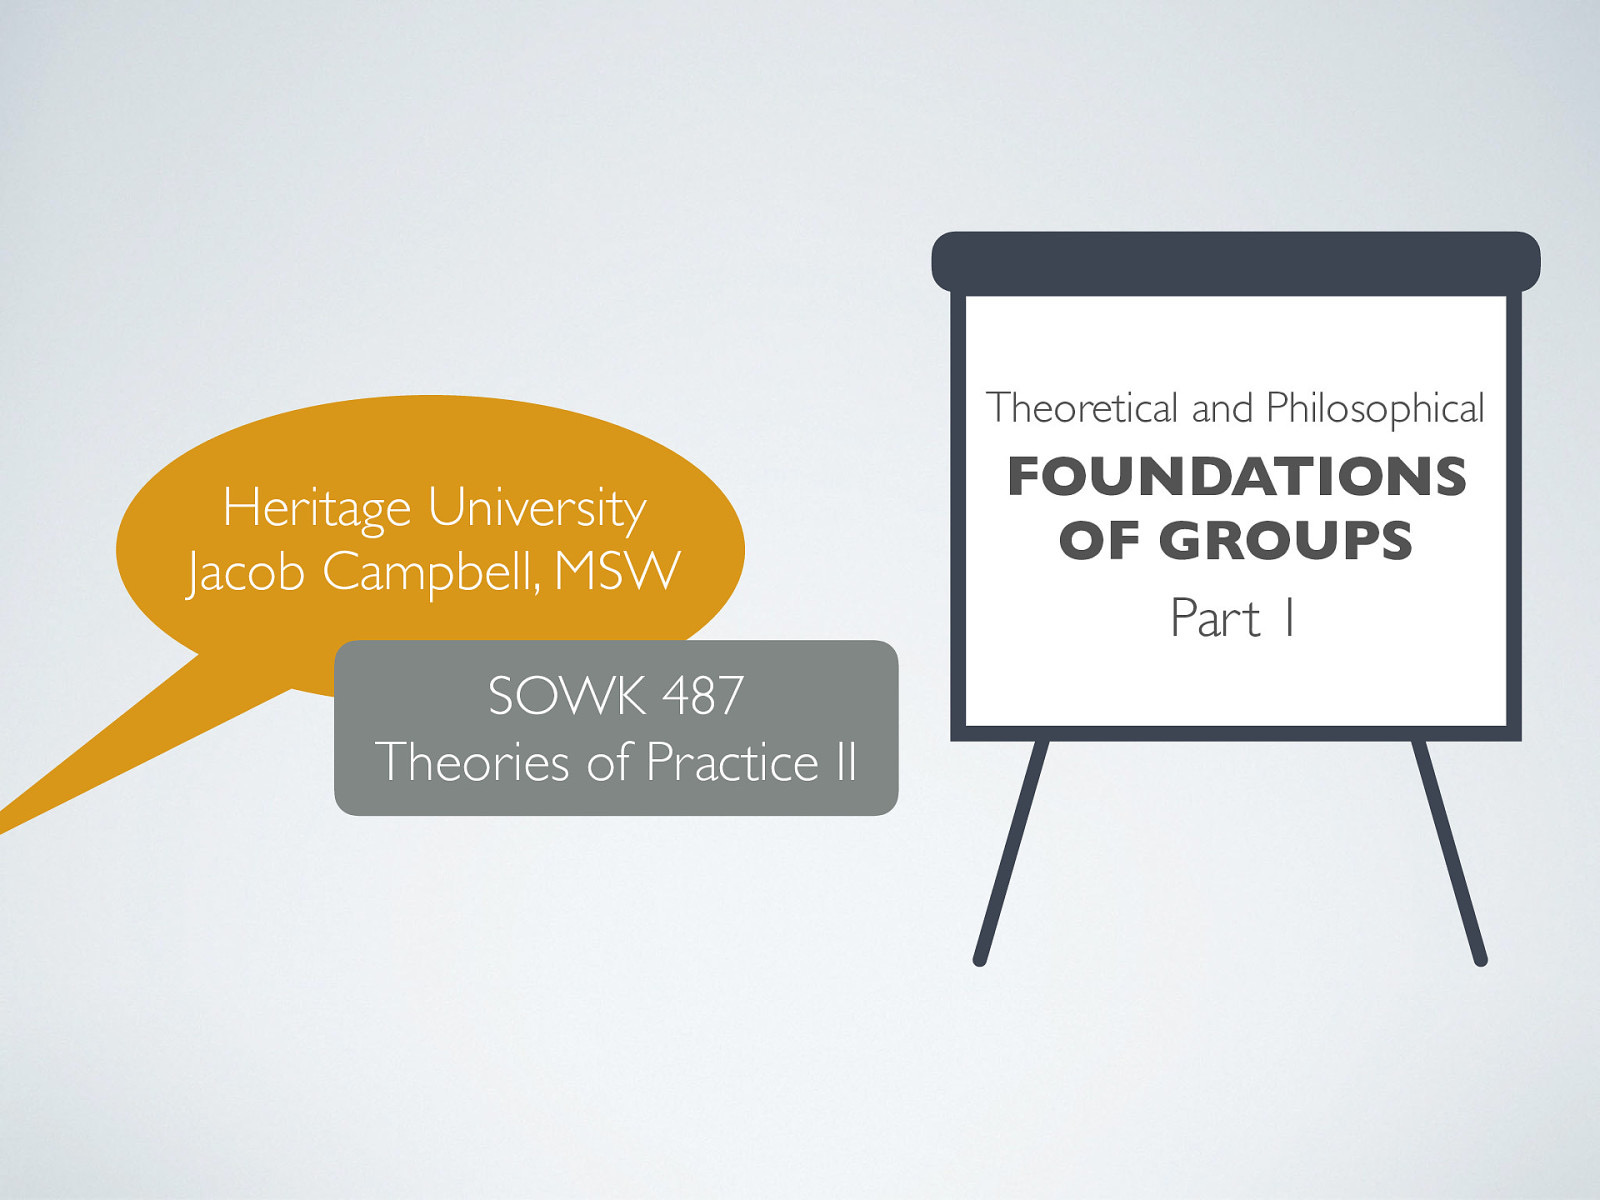 Heritage University
Jacob Campbell, MSW
SOWK 487
Theories of Practice II
Theoretical and Philosophical
FOUNDATIONS
OF GROUPS
Part 1